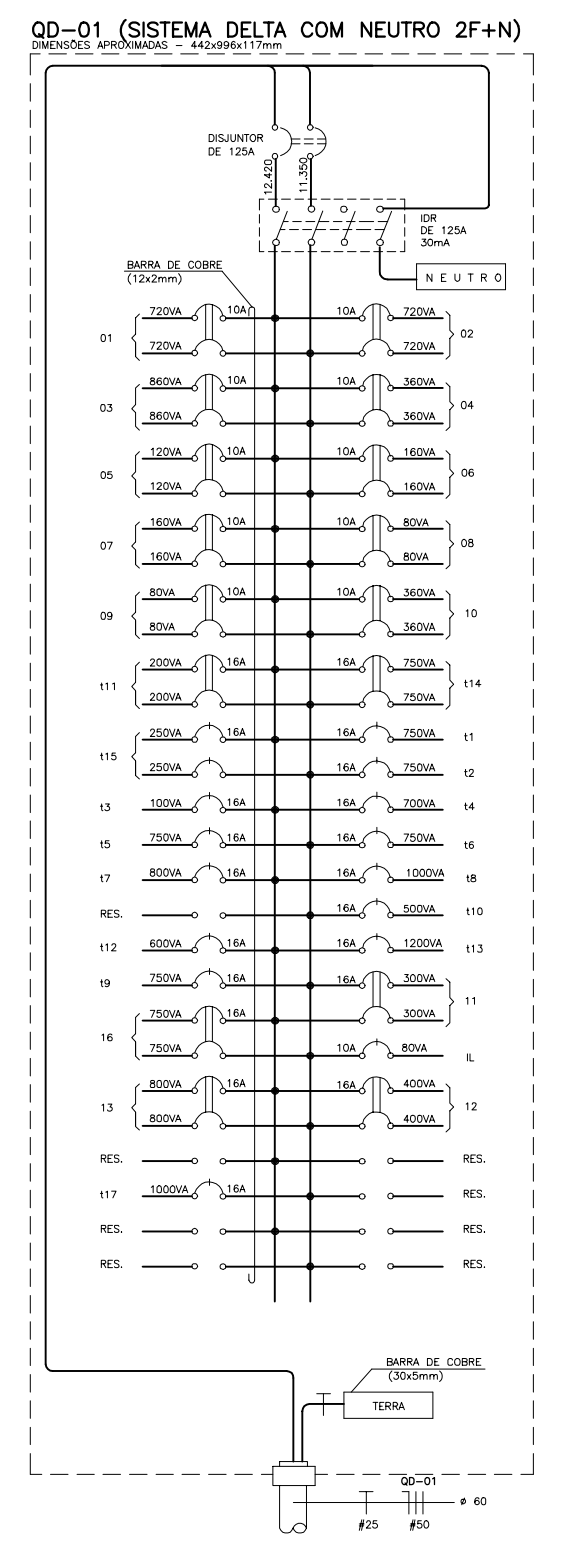 QD-01 (SISTEMA DELTA COM NEUTRO 2F+N)
DIMENSÕES APROXIMADAS - 442x996x117mm
DISJUNTOR
DE 125A
12.420
11.350
IDR
DE 125A
30mA
NEUTRO
BARRA DE COBRE
(12x2mm)
720VA 10A 10A 720VA
01 02
720VA 720VA
860VA 10A 10A 360VA
03 04
860VA 360VA
120VA 10A 10A 160VA
05 06
120VA 160VA
160VA 10A 10A 80VA
07 08
160VA 80VA
80VA 10A 10A 360VA
09 10
80VA 360VA
200VA 16A 16A 750VA
t11 t14
200VA 750VA
250VA 16A 16A 750VA t1
t15
250VA 16A 16A 750VA t2
t3 100VA 16A 16A 700VA t4
t5 750VA 16A 16A 750VA t6
t7 800VA 16A 16A 1000VA t8
RES. 16A 500VA t10
t12 600VA 16A 16A 1200VA t13
t9 750VA 16A 16A 300VA
11
750VA 16A 300VA
16
750VA 16A 10A 80VA IL
800VA 16A 16A 400VA
13 12
800VA 400VA
RES. RES.
t17 1000VA 16A RES.
RES. RES.
RES. RES.
BARRA DE COBRE
(30x5mm)
TERRA
QD-01
ø 60
#25 #50